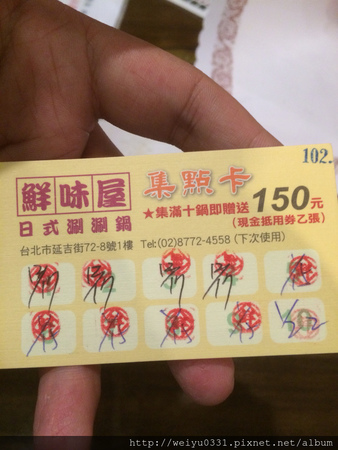 102.
鮮味屋
集點卡
日式涮涮鍋
★集滿十鍋即贈送150元
(現金抵用券乙張)
台北市延吉街72-8號1樓 Tel:(02)8772-4558 (下次使用)
http://weiyu0331.pixnet.net/album